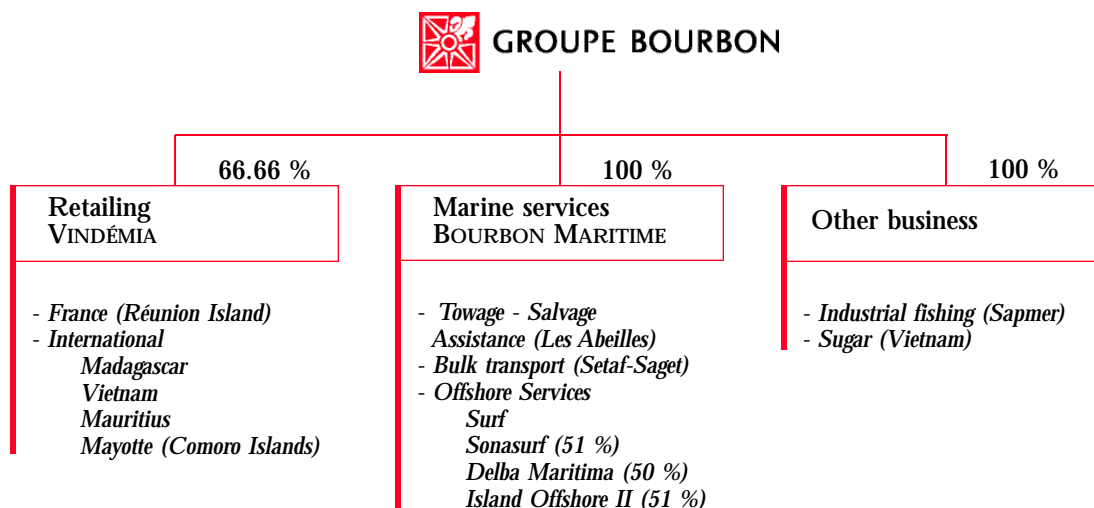 GROUPE BOURBON
66.66 %
Retailing
VINDÉMIA
- France (Réunion Island)
- International
Madagascar
Vietnam
Mauritius
Mayotte (Comoro Islands)
100 %
Marine services
BOURBON MARITIME
- Towage - Salvage
Assistance (Les Abeilles)
- Bulk transport (Setaf-Saget)
- Offshore Services
Surf
Sonasurf (51 %)
Delba Maritima (50 %)
Island Offshore II (51 %)
100 %
Other business
- Industrial fishing (Sapmer)
- Sugar (Vietnam)